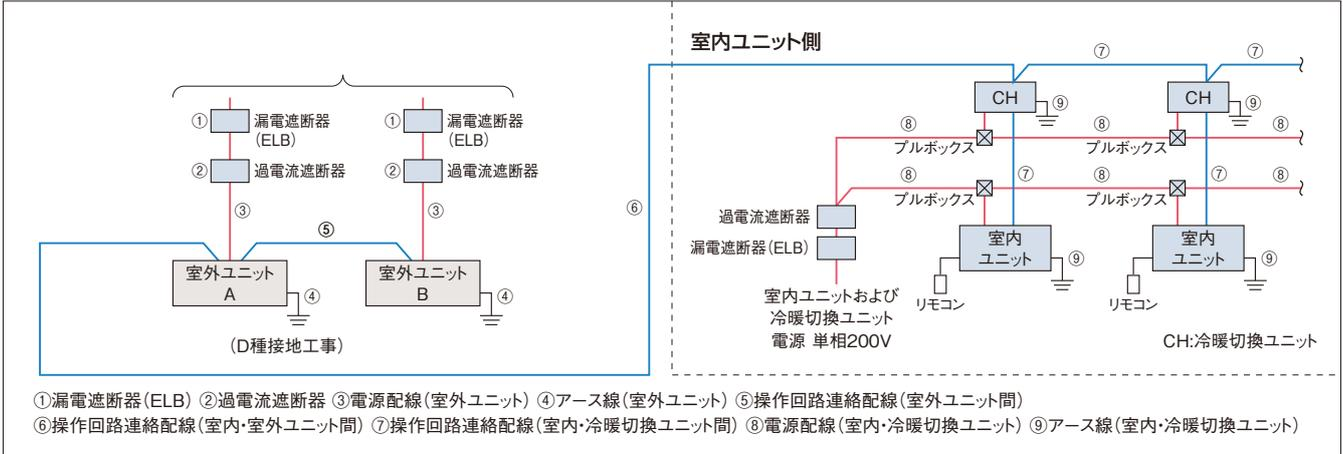 室内ユニット側
⑦ ⑦
CH ⑨ CH ⑨
① 漏電遮断器
(ELB)
① 漏電遮断器
(ELB)
⑧ ⑧ ⑧
プルボックス プルボックス
② 過電流遮断器 ② 過電流遮断器
⑧ ⑦ ⑧ ⑦ ⑧
プルボックス プルボックス
③ ③ ⑥
⑤
過電流遮断器
漏電遮断器(ELB)
室外ユニット
A
④
室外ユニット
B
④
室内
ユニット
⑨
室内
ユニット
⑨
リモコン リモコン
室内ユニットおよび
冷暖切換ユニット
電源 単相200V
(D種接地工事)
CH:冷暖切換ユニット
①漏電遮断器(ELB) ②過電流遮断器 ③電源配線(室外ユニット) ④アース線(室外ユニット) ⑤操作回路連絡配線(室外ユニット間)
⑥操作回路連絡配線(室内・室外ユニット間) ⑦操作回路連絡配線(室内・冷暖切換ユニット間) ⑧電源配線(室内・冷暖切換ユニット) ⑨アース線(室内・冷暖切換ユニット)